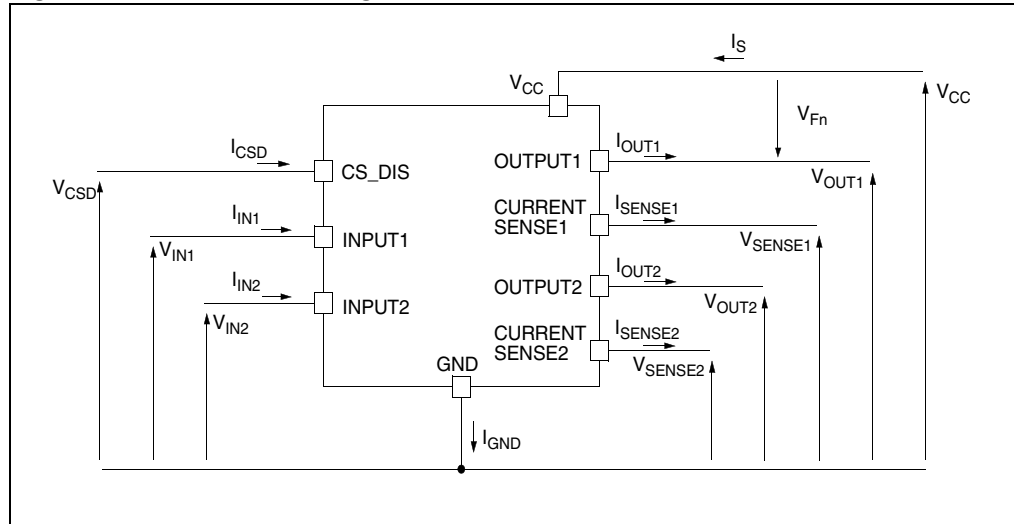 I_S
V_CC
V_CC
V_Fn
I_OUT1
OUTPUT1
V_OUT1
I_CSD
CS_DIS
V_CSD
CURRENT
SENSE1
I_SENSE1
V_SENSE1
I_IN1
INPUT1
V_IN1
I_OUT2
OUTPUT2
V_OUT2
I_IN2
INPUT2
V_IN2
CURRENT
SENSE2
I_SENSE2
V_SENSE2
GND
I_GND